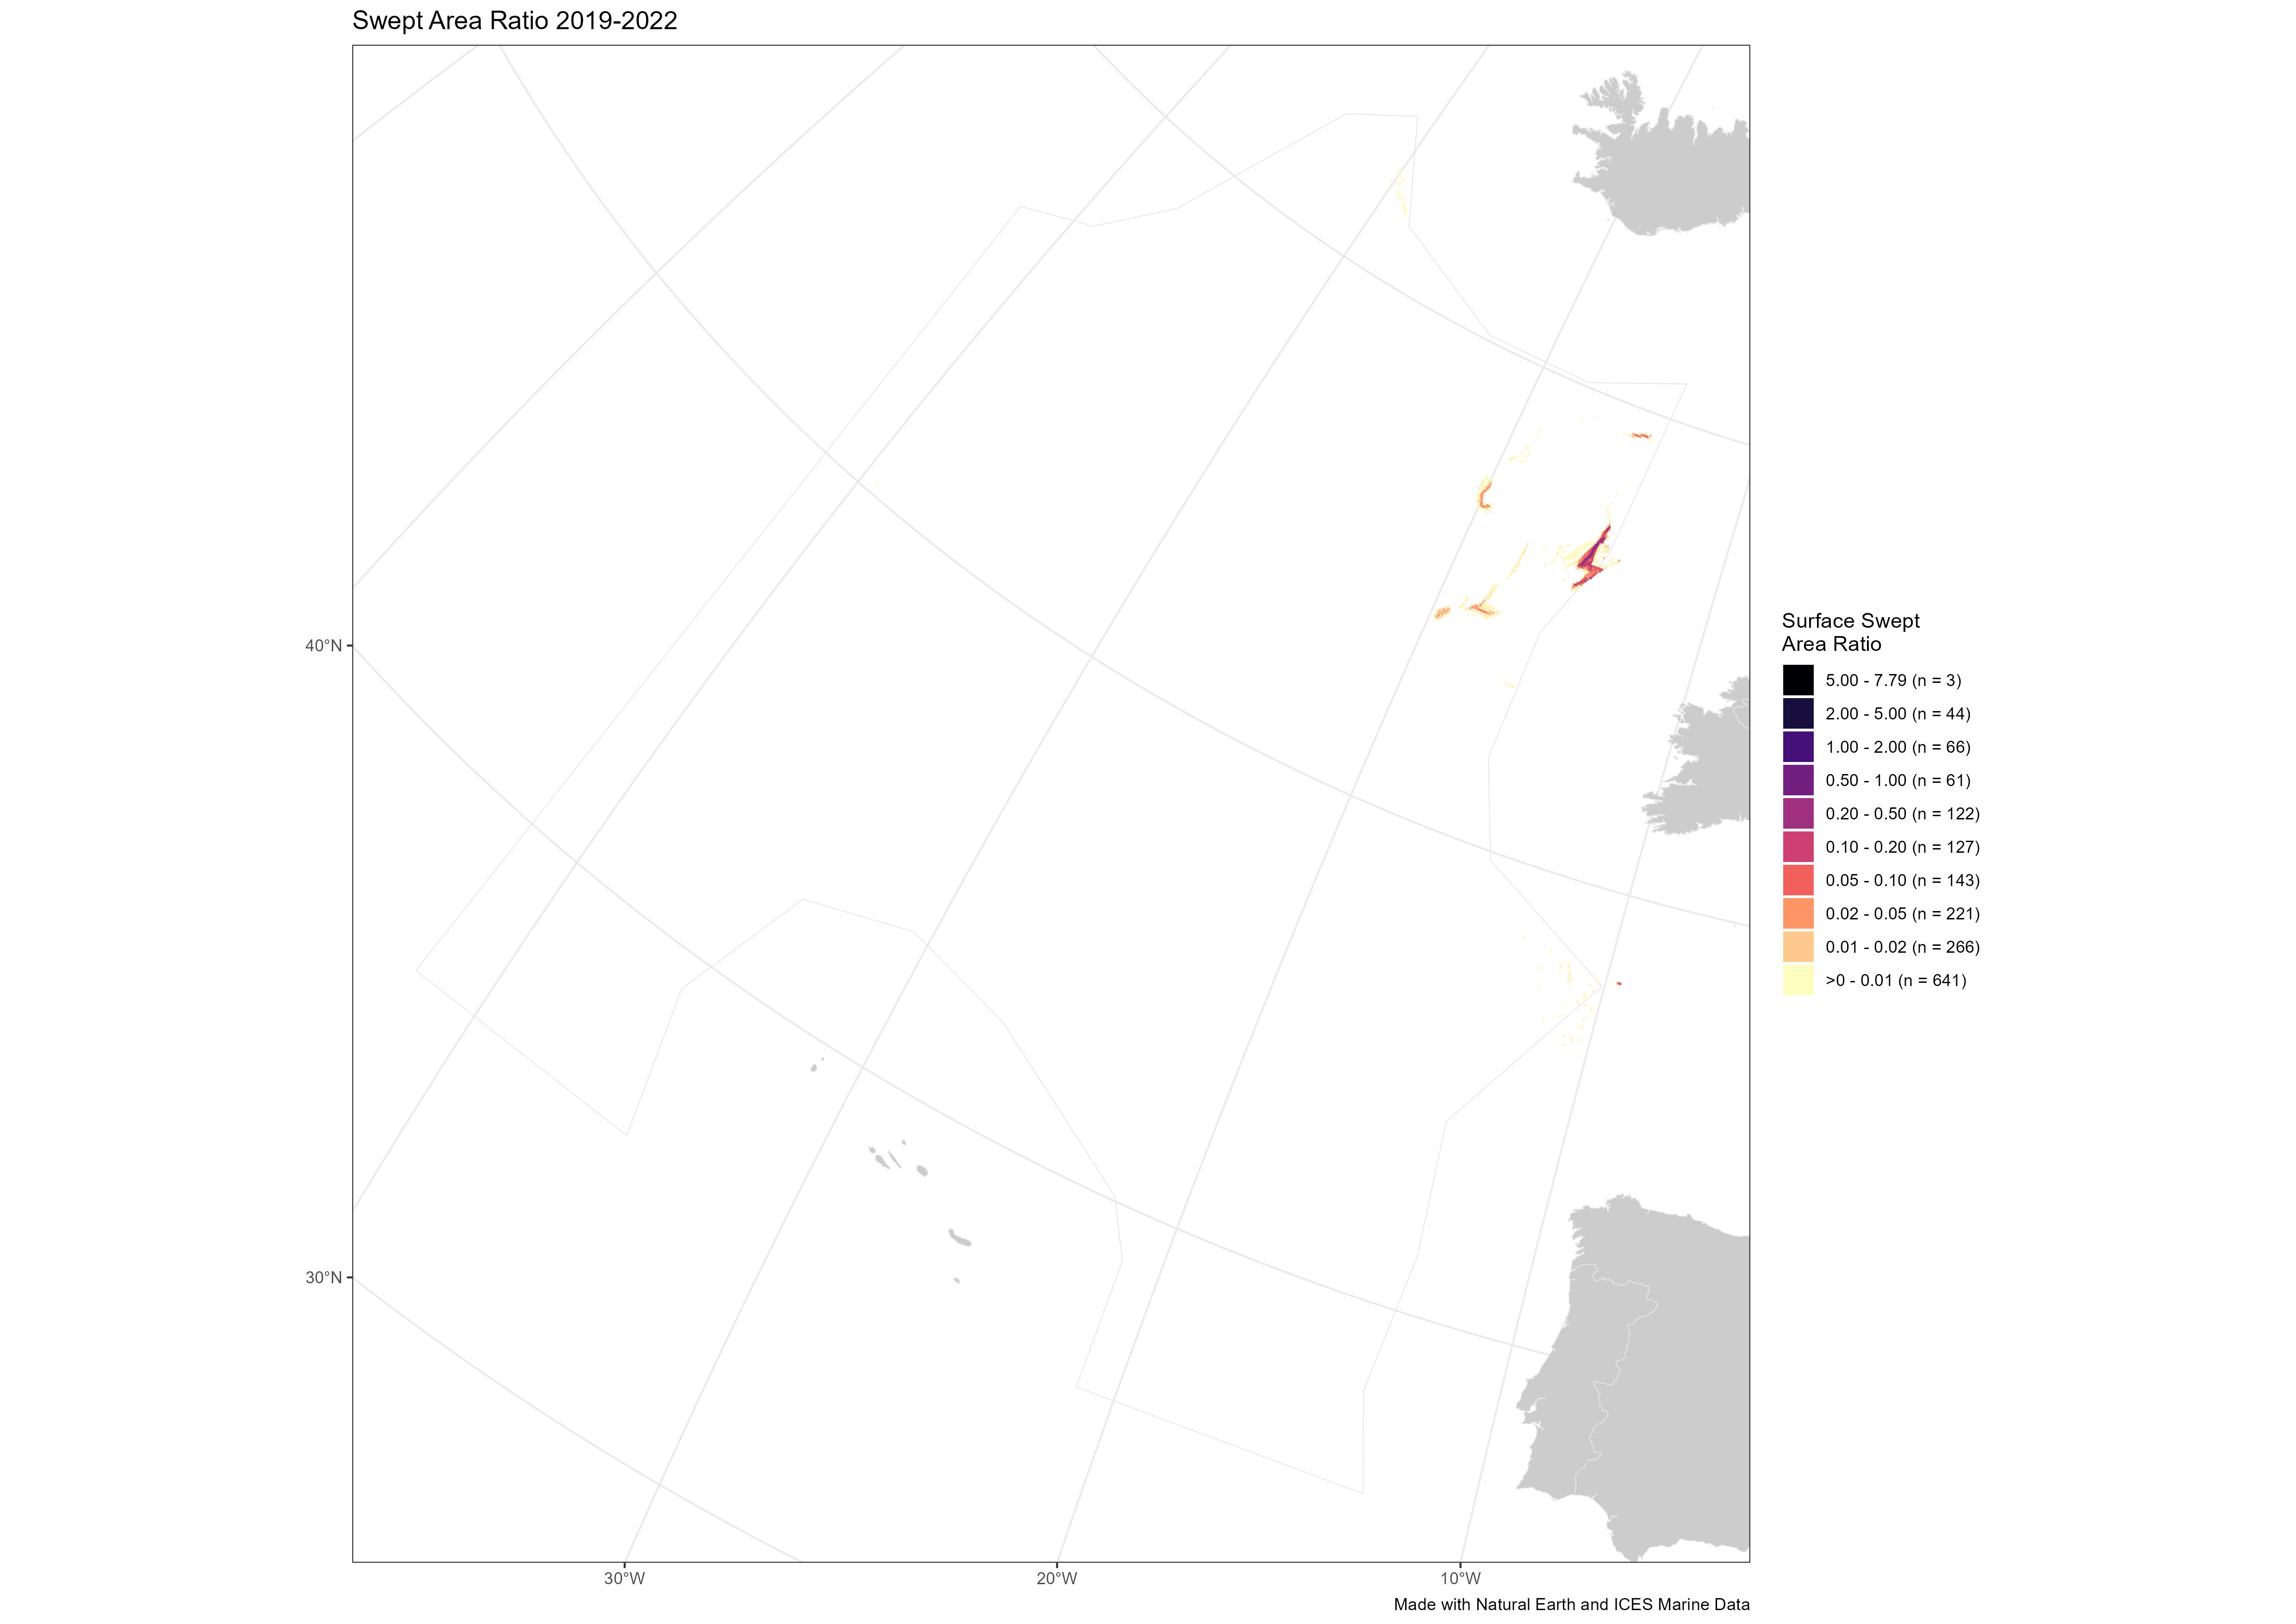 Swept Area Ratio 2019-2022
40°N
30°N
30°W
20°W
10°W
Surface Swept
Area Ratio
5.00 - 7.79 (n = 3)
2.00 - 5.00 (n = 44)
1.00 - 2.00 (n = 66)
0.50 - 1.00 (n = 61)
0.20 - 0.50 (n = 122)
0.10 - 0.20 (n = 127)
0.05 - 0.10 (n = 143)
0.02 - 0.05 (n = 221)
0.01 - 0.02 (n = 266)
>0 - 0.01 (n = 641)
Made with Natural Earth and ICES Marine Data